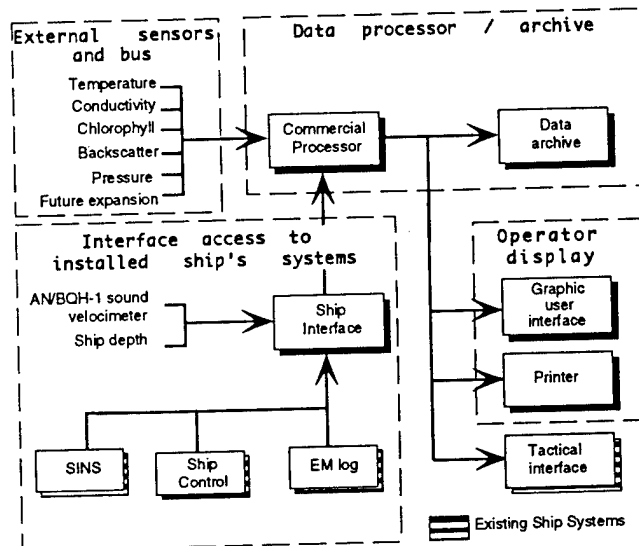 External sensors
and bus
Temperature
Conductivity
Chlorophyll
Backscatter
Pressure
Future expansion
Data processor / archive
Commercial
Processor
Data
archive
Interface access to
installed ship's systems
AN/BQH-1 sound
velocimeter
Ship depth
Ship
Interface
SINS
Ship
Control
EM log
Operator
display
Graphic
user
interface
Printer
Tactical
interface
Existing Ship Systems